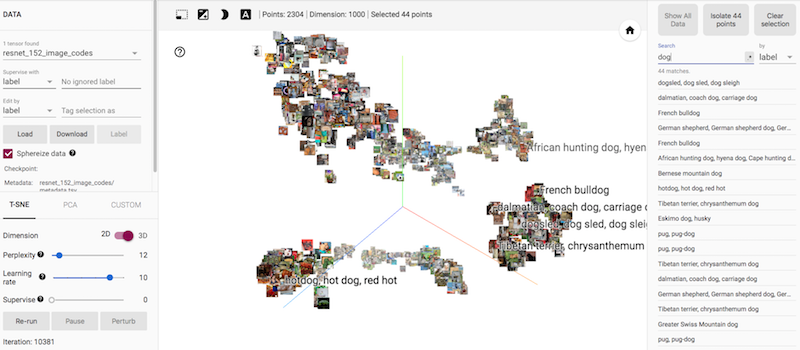 DATA
1 tensor found
resnet_152_image_codes
Supervise with
label
No ignored label
Edit by
label
Tag selection as
Load
Download
Label
Sphereize data
Checkpoint:
Metadata: resnet_152_image_codes/
metadata.tsv
T-SNE
PCA
CUSTOM
Dimension 2D 3D
Perplexity 12
Learning
rate 10
Supervise 0
Re-run
Pause
Perturb
Iteration: 10381
A
Points: 2304 | Dimension: 1000 | Selected 44 points
African hunting dog, hyena
French bulldog
dalmatian, coach dog, carriage d
dogsled, dog sled, dog sleig
Tibetan terrier, chrysanthemum
hotdog, hot dog, red hot
Show All
Data
Isolate 44
points
Clear
selection
Search
dog
by
label
44 matches.
dogsled, dog sled, dog sleigh
dalmatian, coach dog, carriage dog
French bulldog
German shepherd, German shepherd dog, Ger...
French bulldog
African hunting dog, hyena dog, Cape hunting d...
Bernese mountain dog
hotdog, hot dog, red hot
Tibetan terrier, chrysanthemum dog
Eskimo dog, husky
pug, pug-dog
pug, pug-dog
Tibetan terrier, chrysanthemum dog
dalmatian, coach dog, carriage dog
German shepherd, German shepherd dog, Ger...
Tibetan terrier, chrysanthemum dog
Greater Swiss Mountain dog
pug, pug-dog